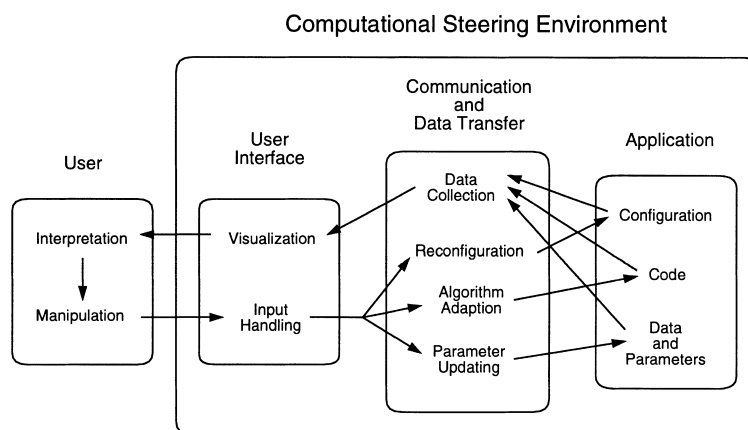 Computational Steering Environment
User
Interpretation
Manipulation
User
Interface
Visualization
Input
Handling
Communication
and
Data Transfer
Data
Collection
Reconfiguration
Algorithm
Adaption
Parameter
Updating
Application
Configuration
Code
Data
and
Parameters